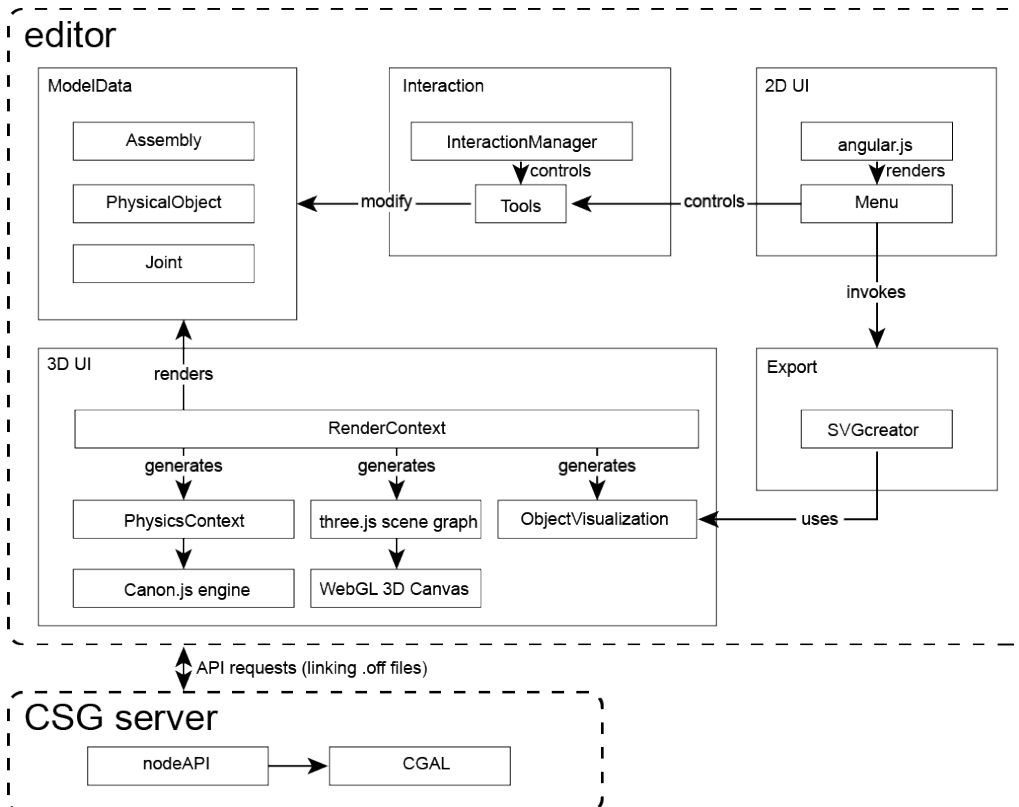 editor
ModelData
Assembly
PhysicalObject
Joint
Interaction
InteractionManager
controls
Tools
modify
2D UI
angular.js
renders
Menu
controls
invokes
3D UI
renders
RenderContext
generates
generates
generates
PhysicsContext
three.js scene graph
ObjectVisualization
Canon.js engine
WebGL 3D Canvas
Export
SVGcreator
uses
API requests (linking .off files)
CSG server
nodeAPI
CGAL